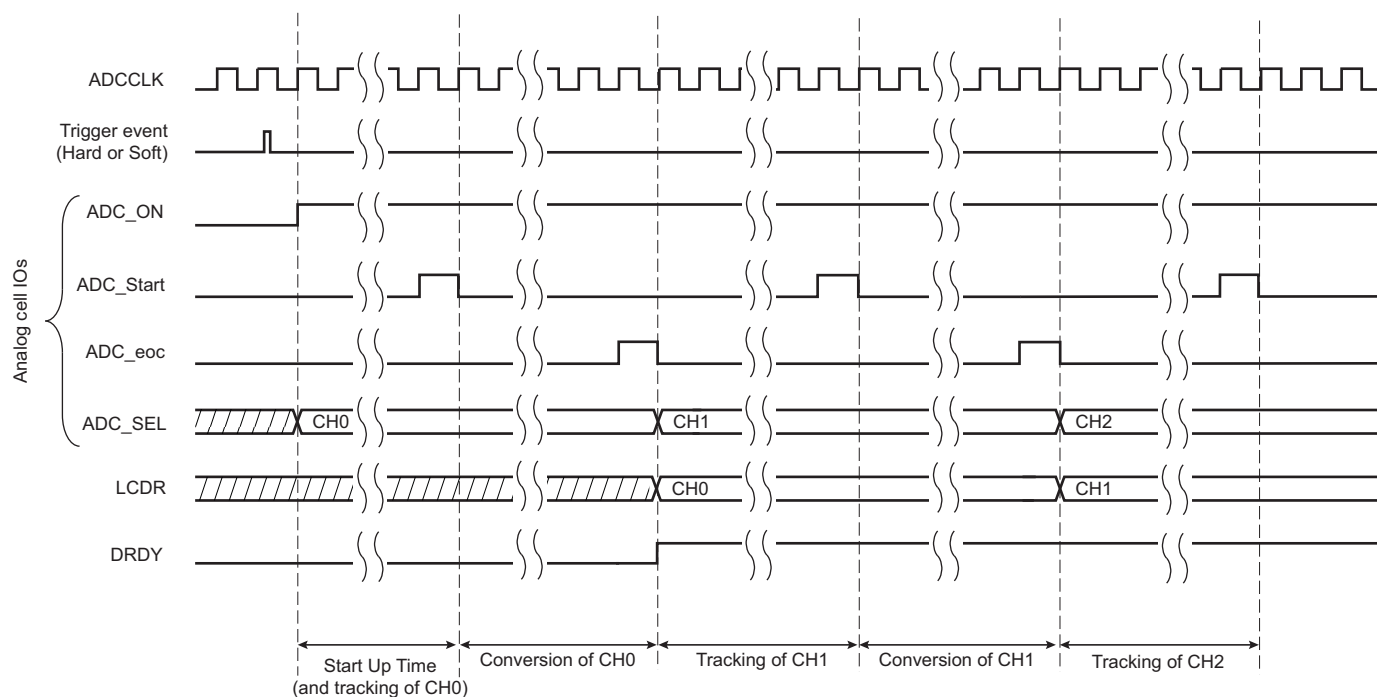 ADCCLK
Trigger event
(Hard or Soft)
Analog cell IOs
ADC_ON
ADC_Start
ADC_eoc
ADC_SEL
CH0
CH1
CH2
LCDR
CH0
CH1
DRDY
Start Up Time
(and tracking of CH0)
Conversion of CH0
Tracking of CH1
Conversion of CH1
Tracking of CH2